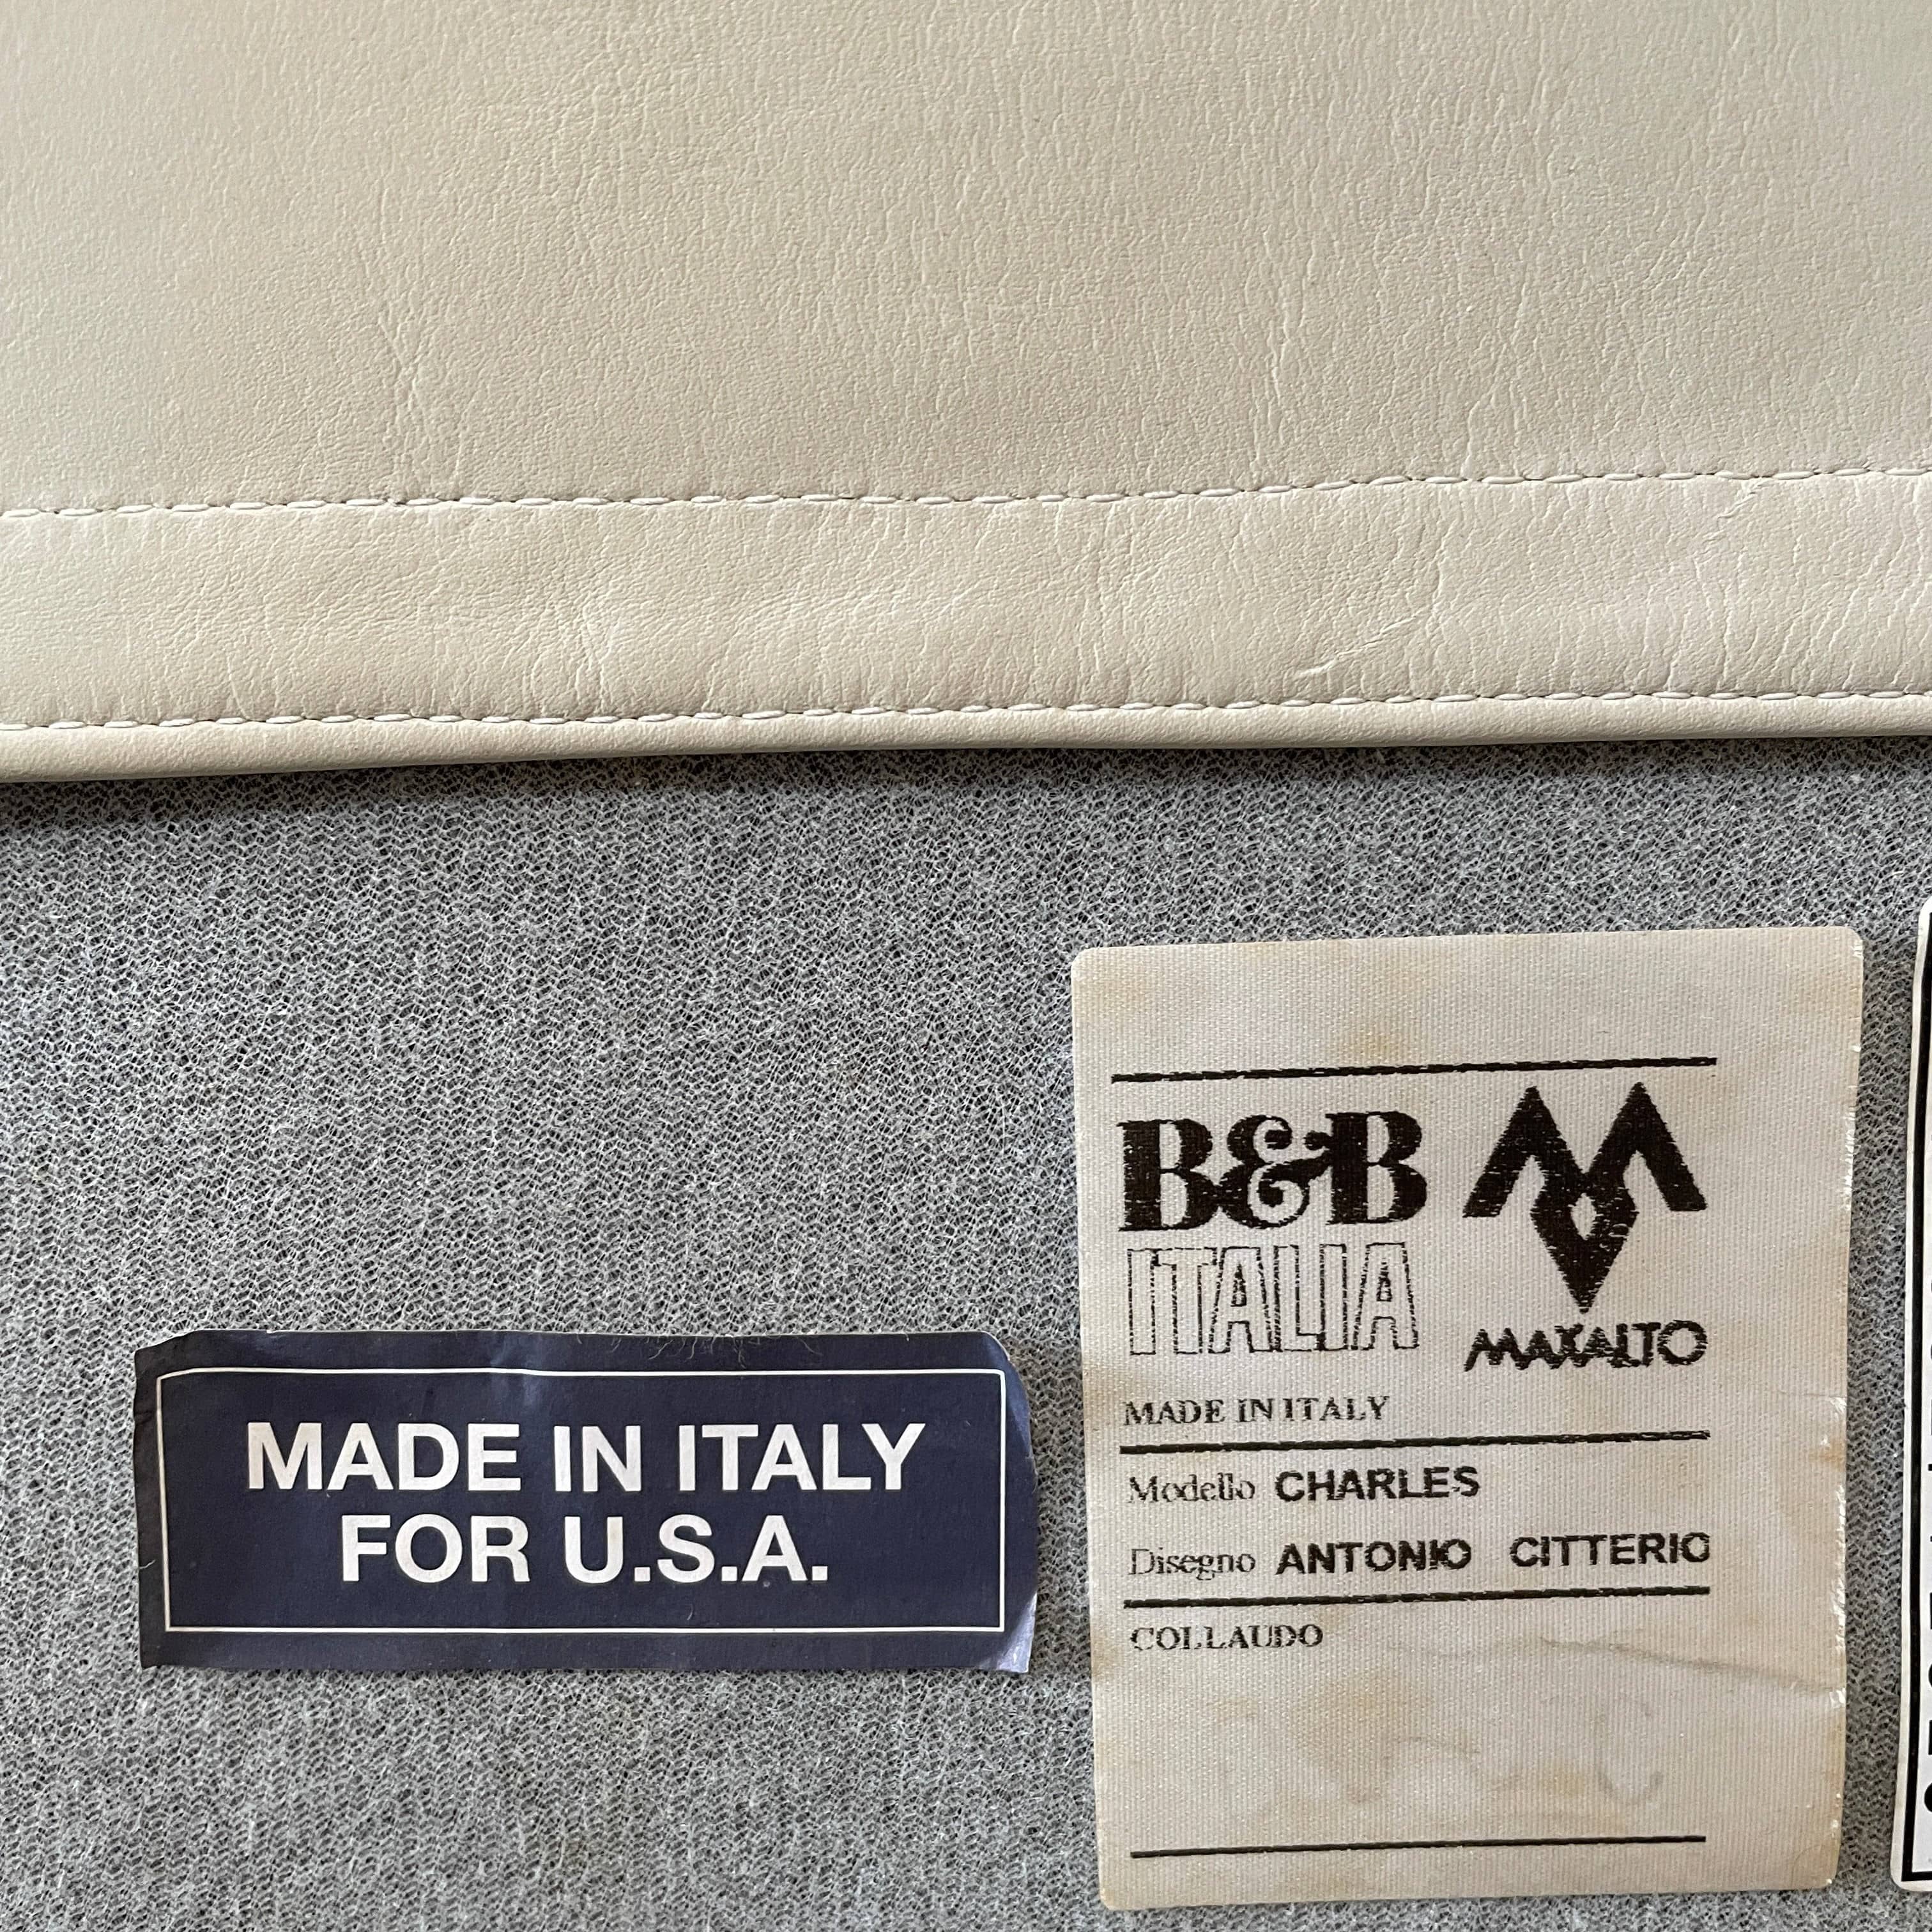 MADE IN ITALY
FOR U.S.A.
B&B
ITALIA
MAXALTO
MADE IN ITALY
Modello CHARLES
Disegno ANTONIO CITTERIO
COLLAUDO